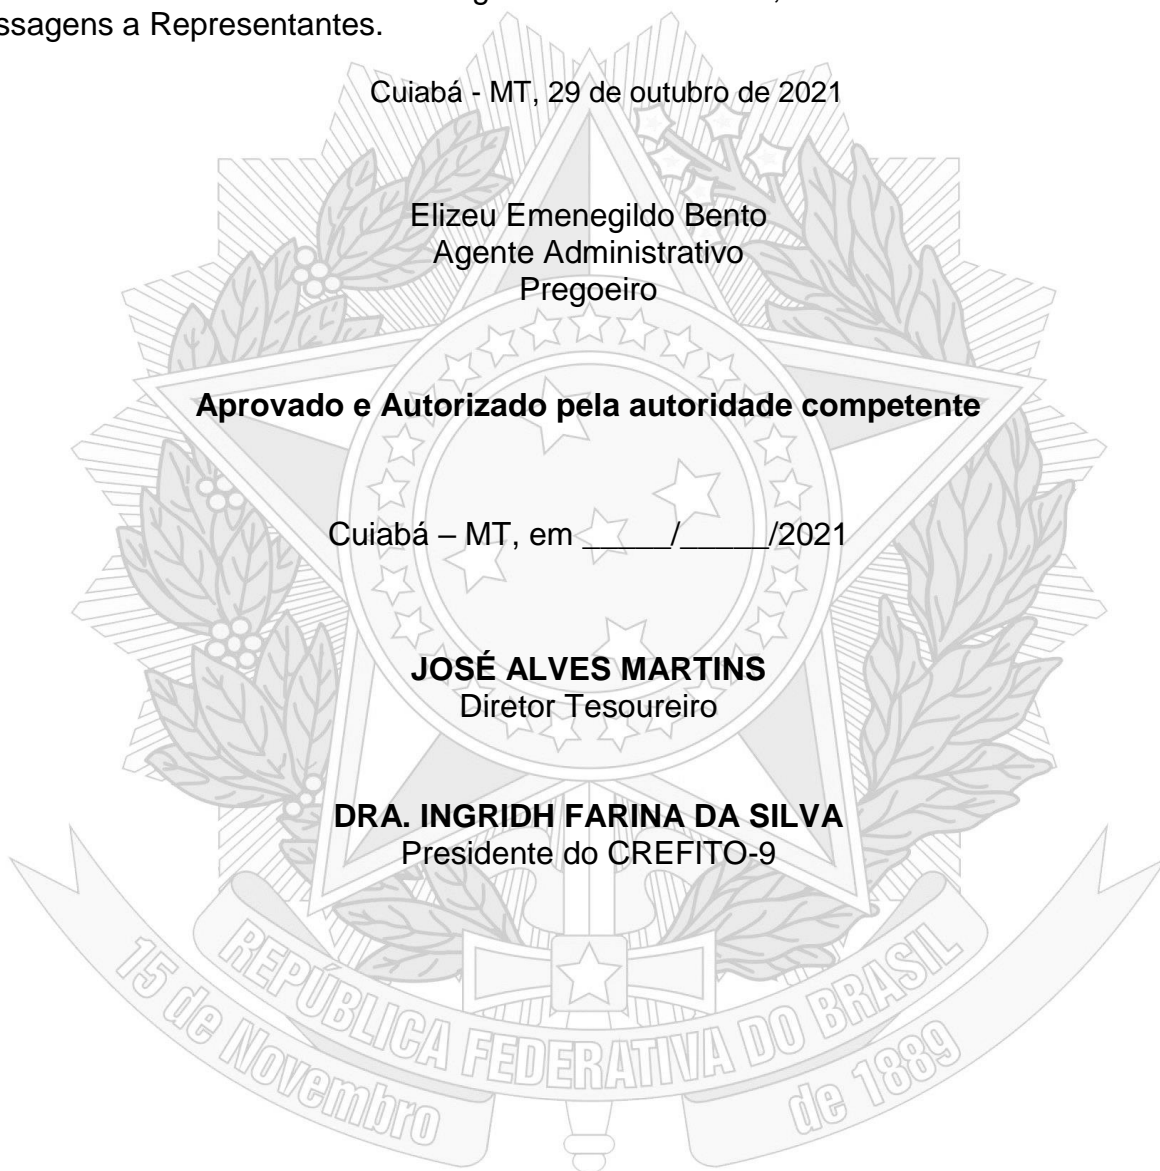 ssagens a Representantes.
Cuiabá - MT, 29 de outubro de 2021
Elizeu Emenegildo Bento
Agente Administrativo
Pregoeiro
Aprovado e Autorizado pela autoridade competente
Cuiabá – MT, em _____/_____/2021
JOSÉ ALVES MARTINS
Diretor Tesoureiro
DRA. INGRIDH FARINA DA SILVA
Presidente do CREFITO-9
REPÚBLICA FEDERATIVA DO BRASIL
15 de Novembro de 1889